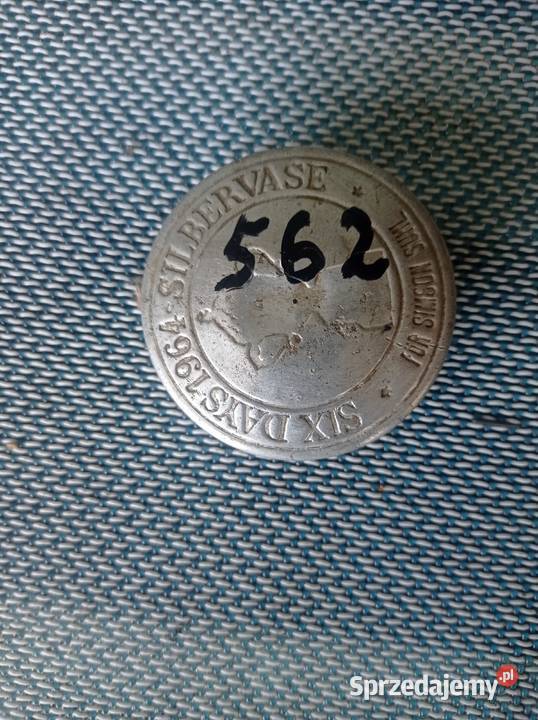 SIX DAYS 1964 · SILBERVASE
FÜR SIMSON SUHL
562
Sprzedajemy.pl